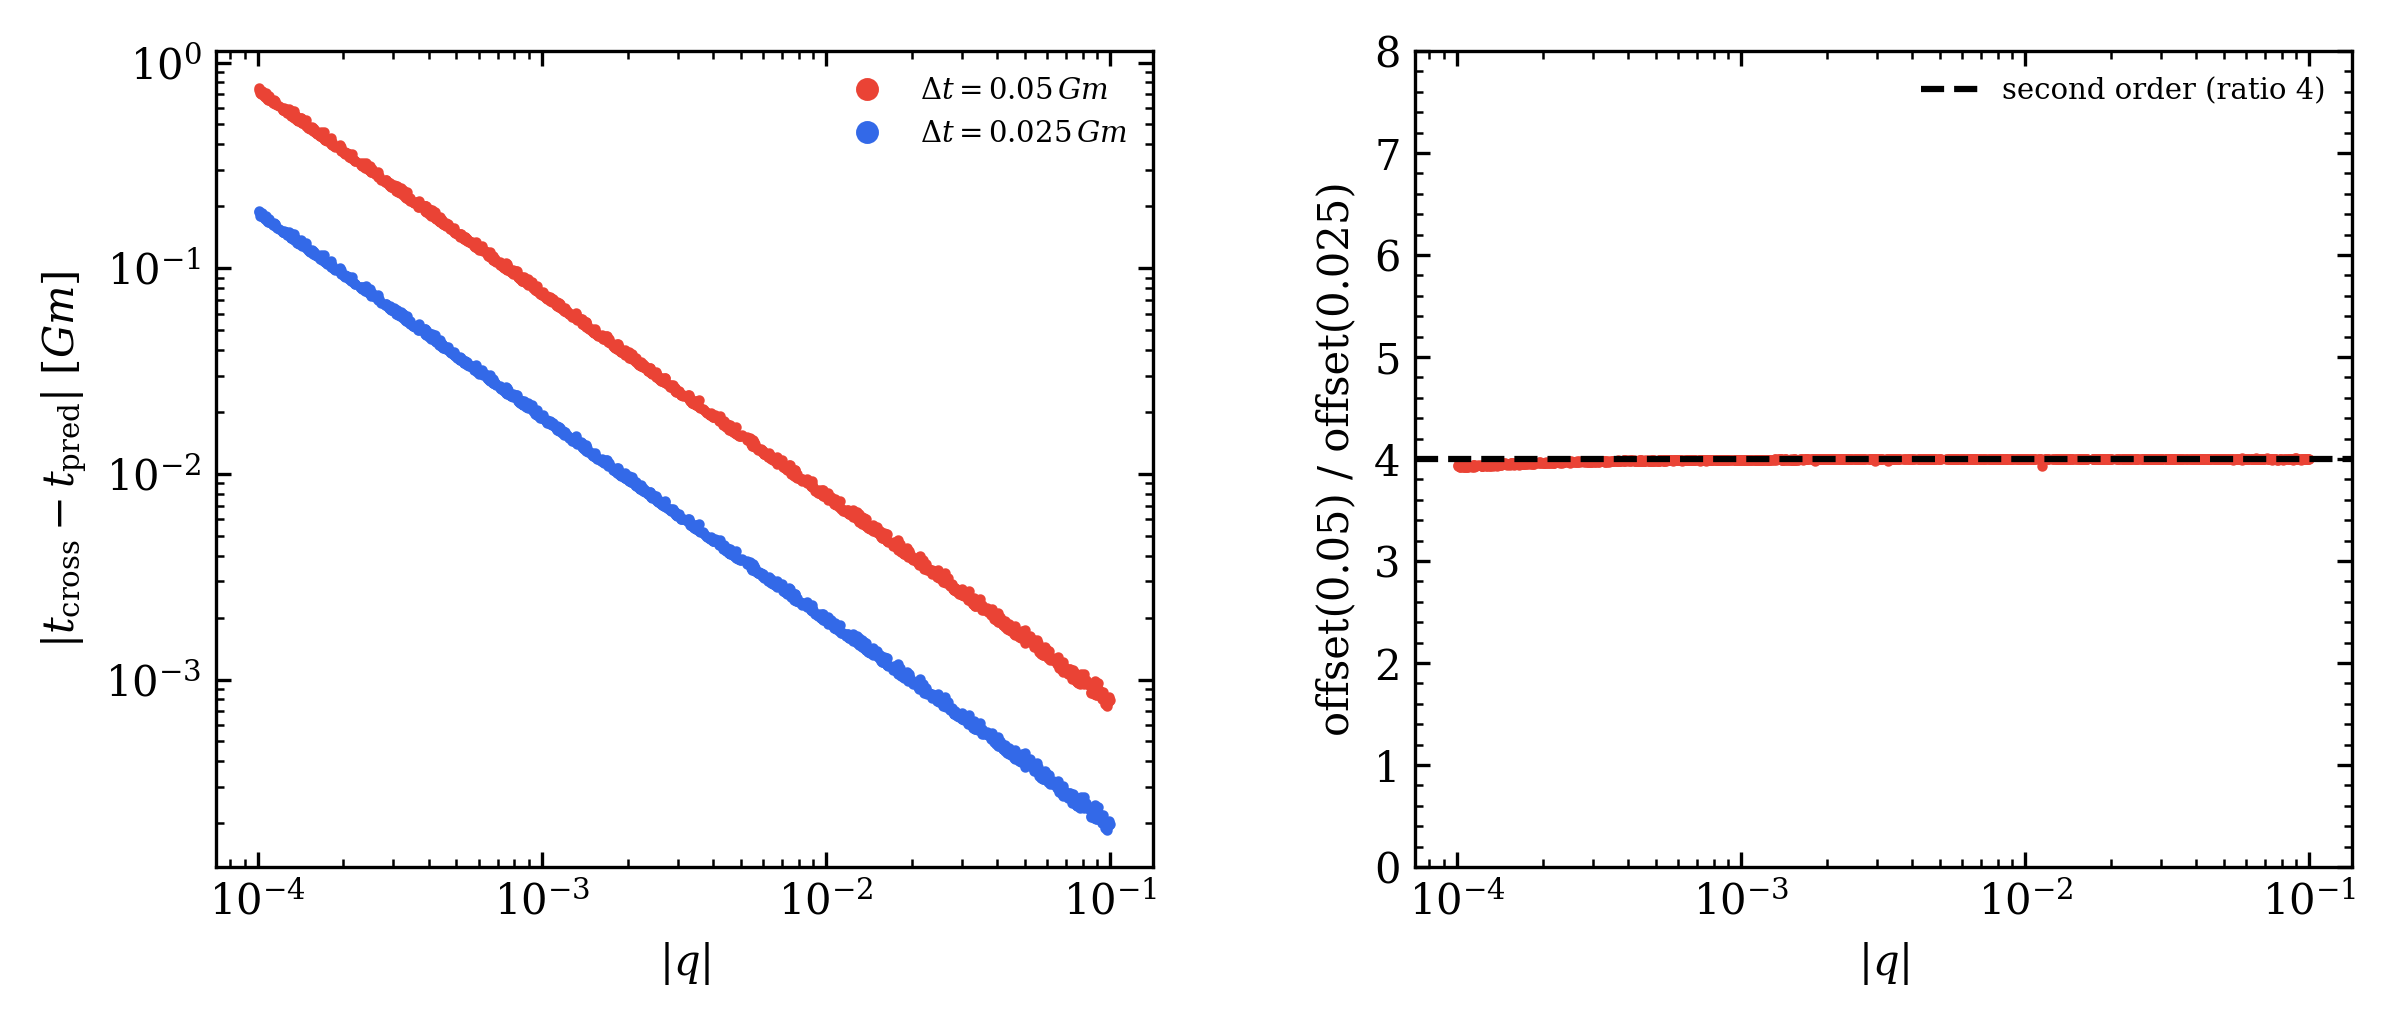 10⁰
10⁻¹
10⁻²
10⁻³
|t_cross − t_pred| [Gm]
Δt = 0.05 Gm
Δt = 0.025 Gm
10⁻⁴ 10⁻³ 10⁻² 10⁻¹
|q|
8
7
6
5
4
3
2
1
0
offset(0.05) / offset(0.025)
second order (ratio 4)
10⁻⁴ 10⁻³ 10⁻² 10⁻¹
|q|